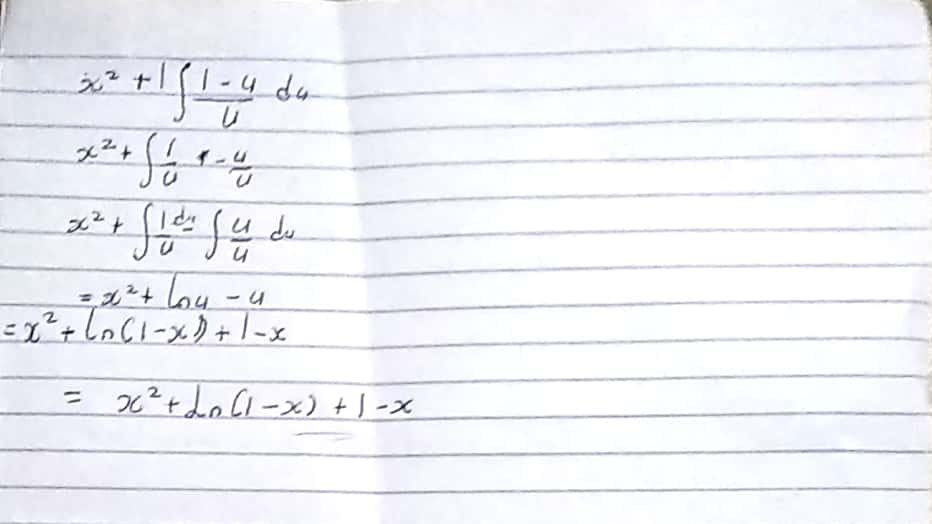 x² + 1 ∫ (1 - u)/u du
x² + ∫ 1/u - u/u
x² + ∫ 1 du/u ∫ u/u du
= x² + ln u - u
= x² + ln(1-x) + 1-x
= x² + ln(1-x) + 1-x